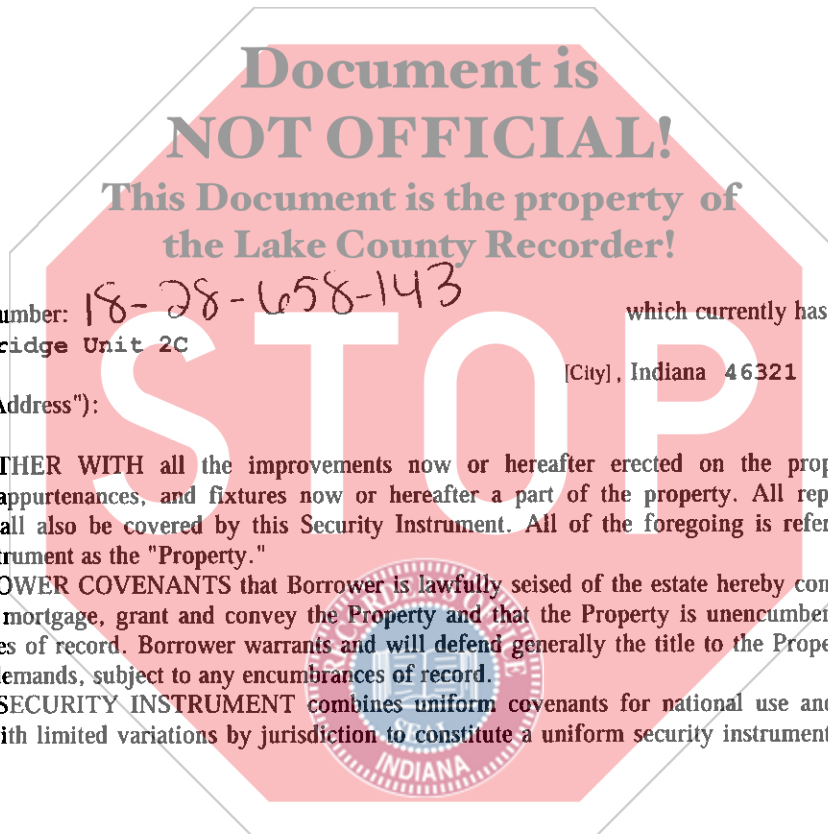 Document is
NOT OFFICIAL!
This Document is the property of
the Lake County Recorder!
umber: 18-28-658-143 which currently has
ridge Unit 2C
[City], Indiana 46321
Address"):
STOP
THER WITH all the improvements now or hereafter erected on the prop
appurtenances, and fixtures now or hereafter a part of the property. All rep
all also be covered by this Security Instrument. All of the foregoing is refer
trument as the "Property."
OWER COVENANTS that Borrower is lawfully seised of the estate hereby con
mortgage, grant and convey the Property and that the Property is unencumber
es of record. Borrower warrants and will defend generally the title to the Prope
emands, subject to any encumbrances of record.
SECURITY INSTRUMENT combines uniform covenants for national use and
ith limited variations by jurisdiction to constitute a uniform security instrument
RECORDER'S OFFICE
SEAL
INDIANA